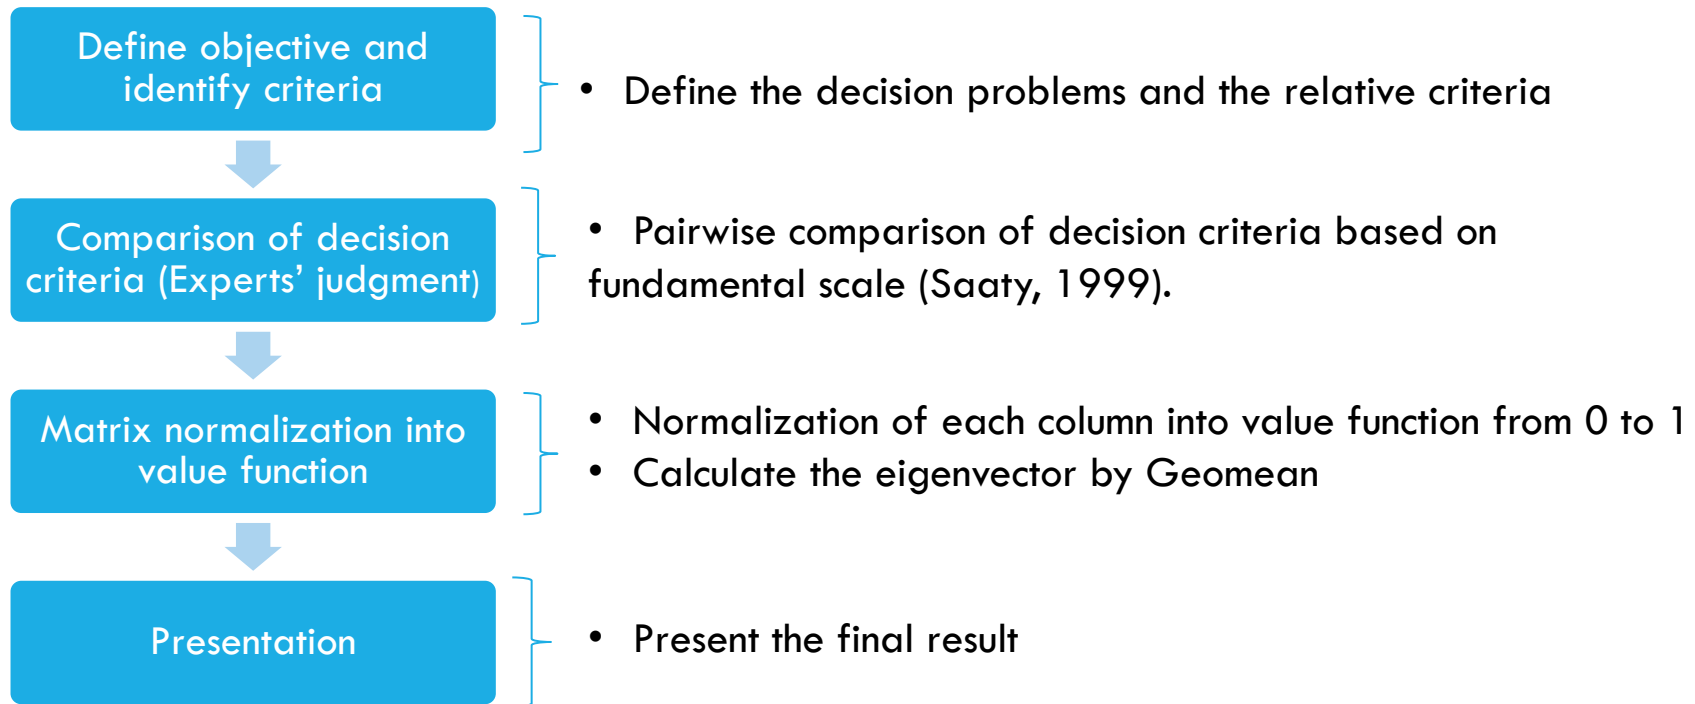 Define objective and
identify criteria
• Define the decision problems and the relative criteria
Comparison of decision
criteria (Experts’ judgment)
• Pairwise comparison of decision criteria based on
fundamental scale (Saaty, 1999).
Matrix normalization into
value function
• Normalization of each column into value function from 0 to 1
• Calculate the eigenvector by Geomean
Presentation
• Present the final result